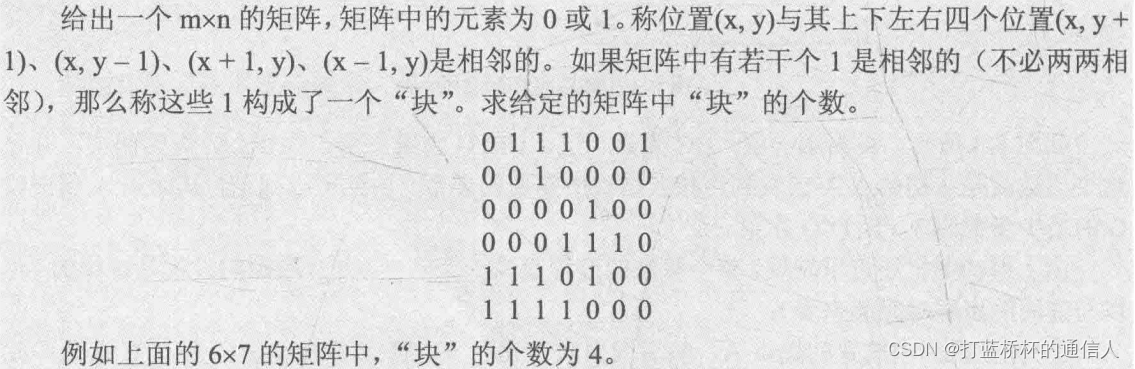 给出一个 m×n 的矩阵,矩阵中的元素为 0 或 1。称位置(x, y)与其上下左右四个位置(x, y +
1)、(x, y – 1)、(x + 1, y)、(x – 1, y)是相邻的。如果矩阵中有若干个 1 是相邻的（不必两两相
邻），那么称这些 1 构成了一个“块”。求给定的矩阵中“块”的个数。
0 1 1 1 0 0 1
0 0 1 0 0 0 0
0 0 0 0 1 0 0
0 0 0 1 1 1 0
1 1 1 0 1 0 0
1 1 1 1 0 0 0
例如上面的 6×7 的矩阵中，“块”的个数为 4。
CSDN @打蓝桥杯的通信人